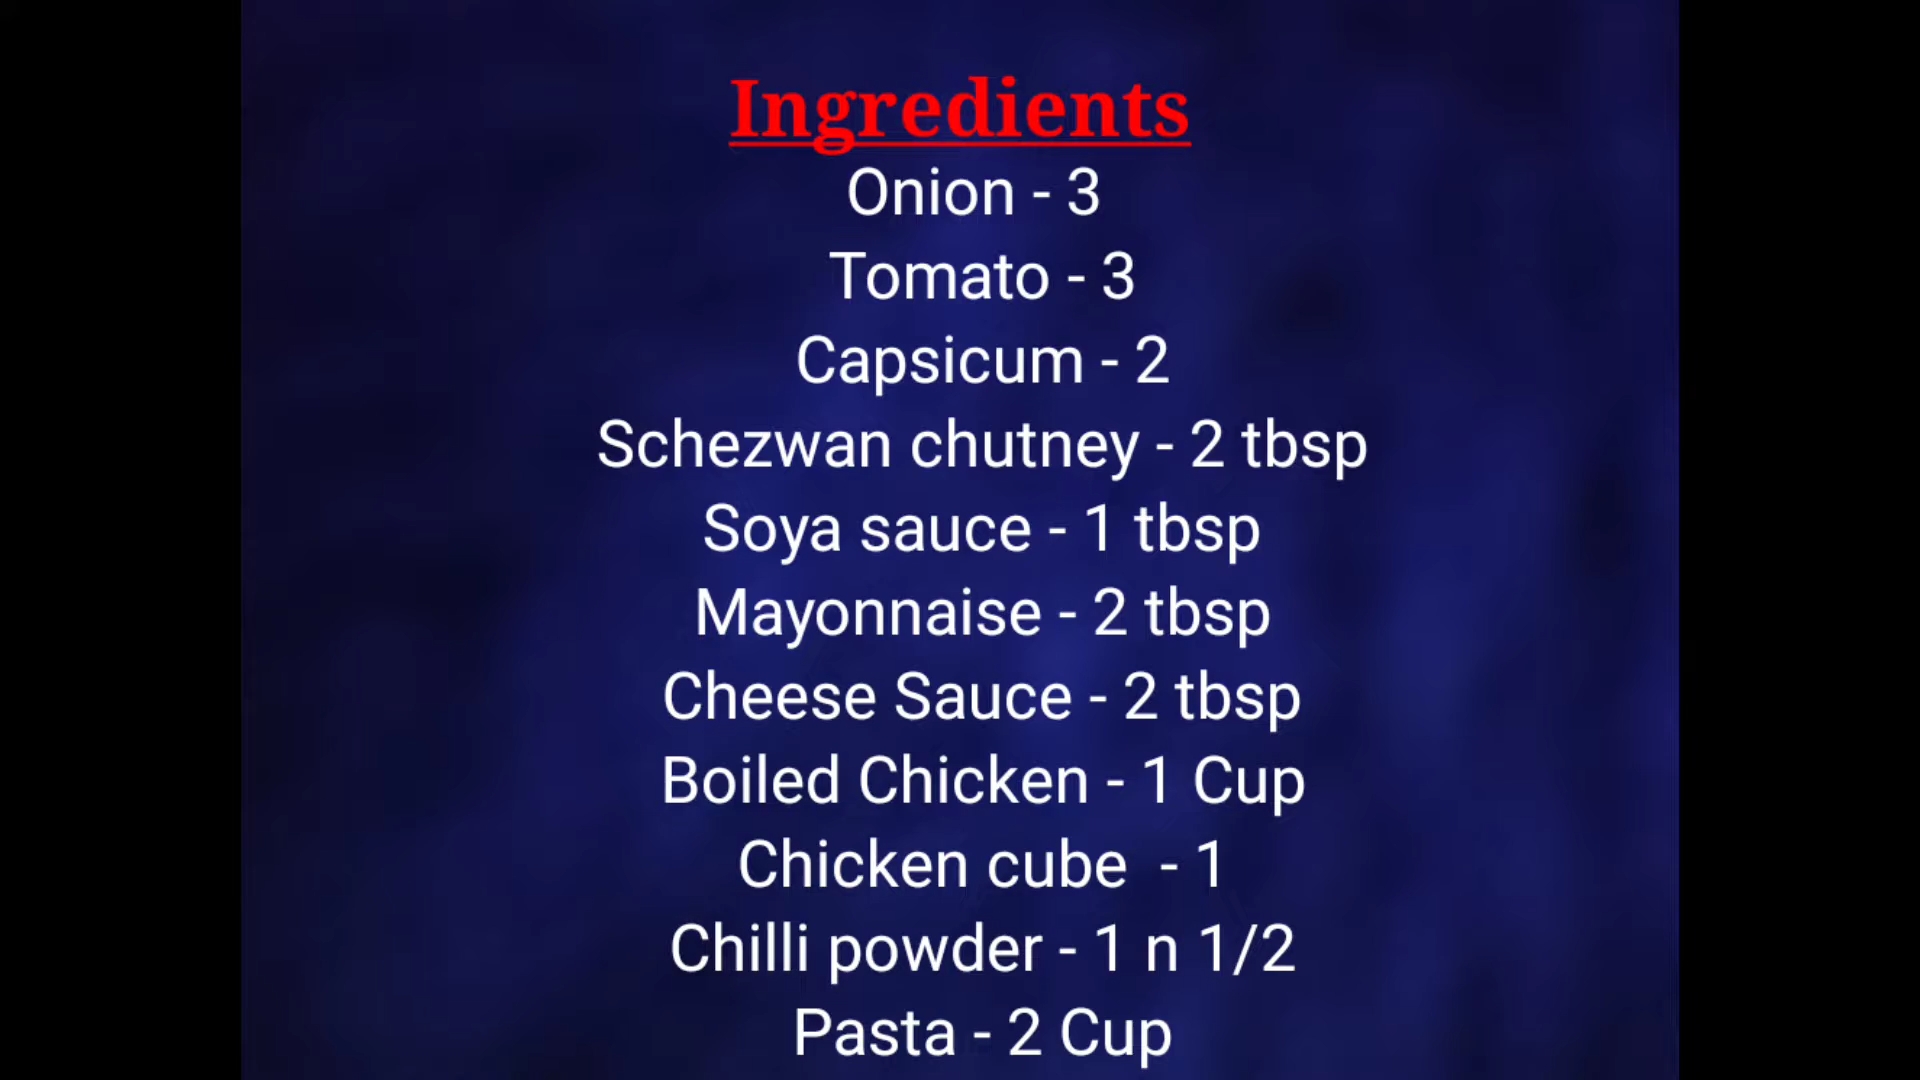 Ingredients
Onion - 3
Tomato - 3
Capsicum - 2
Schezwan chutney - 2 tbsp
Soya sauce - 1 tbsp
Mayonnaise - 2 tbsp
Cheese Sauce - 2 tbsp
Boiled Chicken - 1 Cup
Chicken cube  - 1
Chilli powder - 1 n 1/2
Pasta - 2 Cup